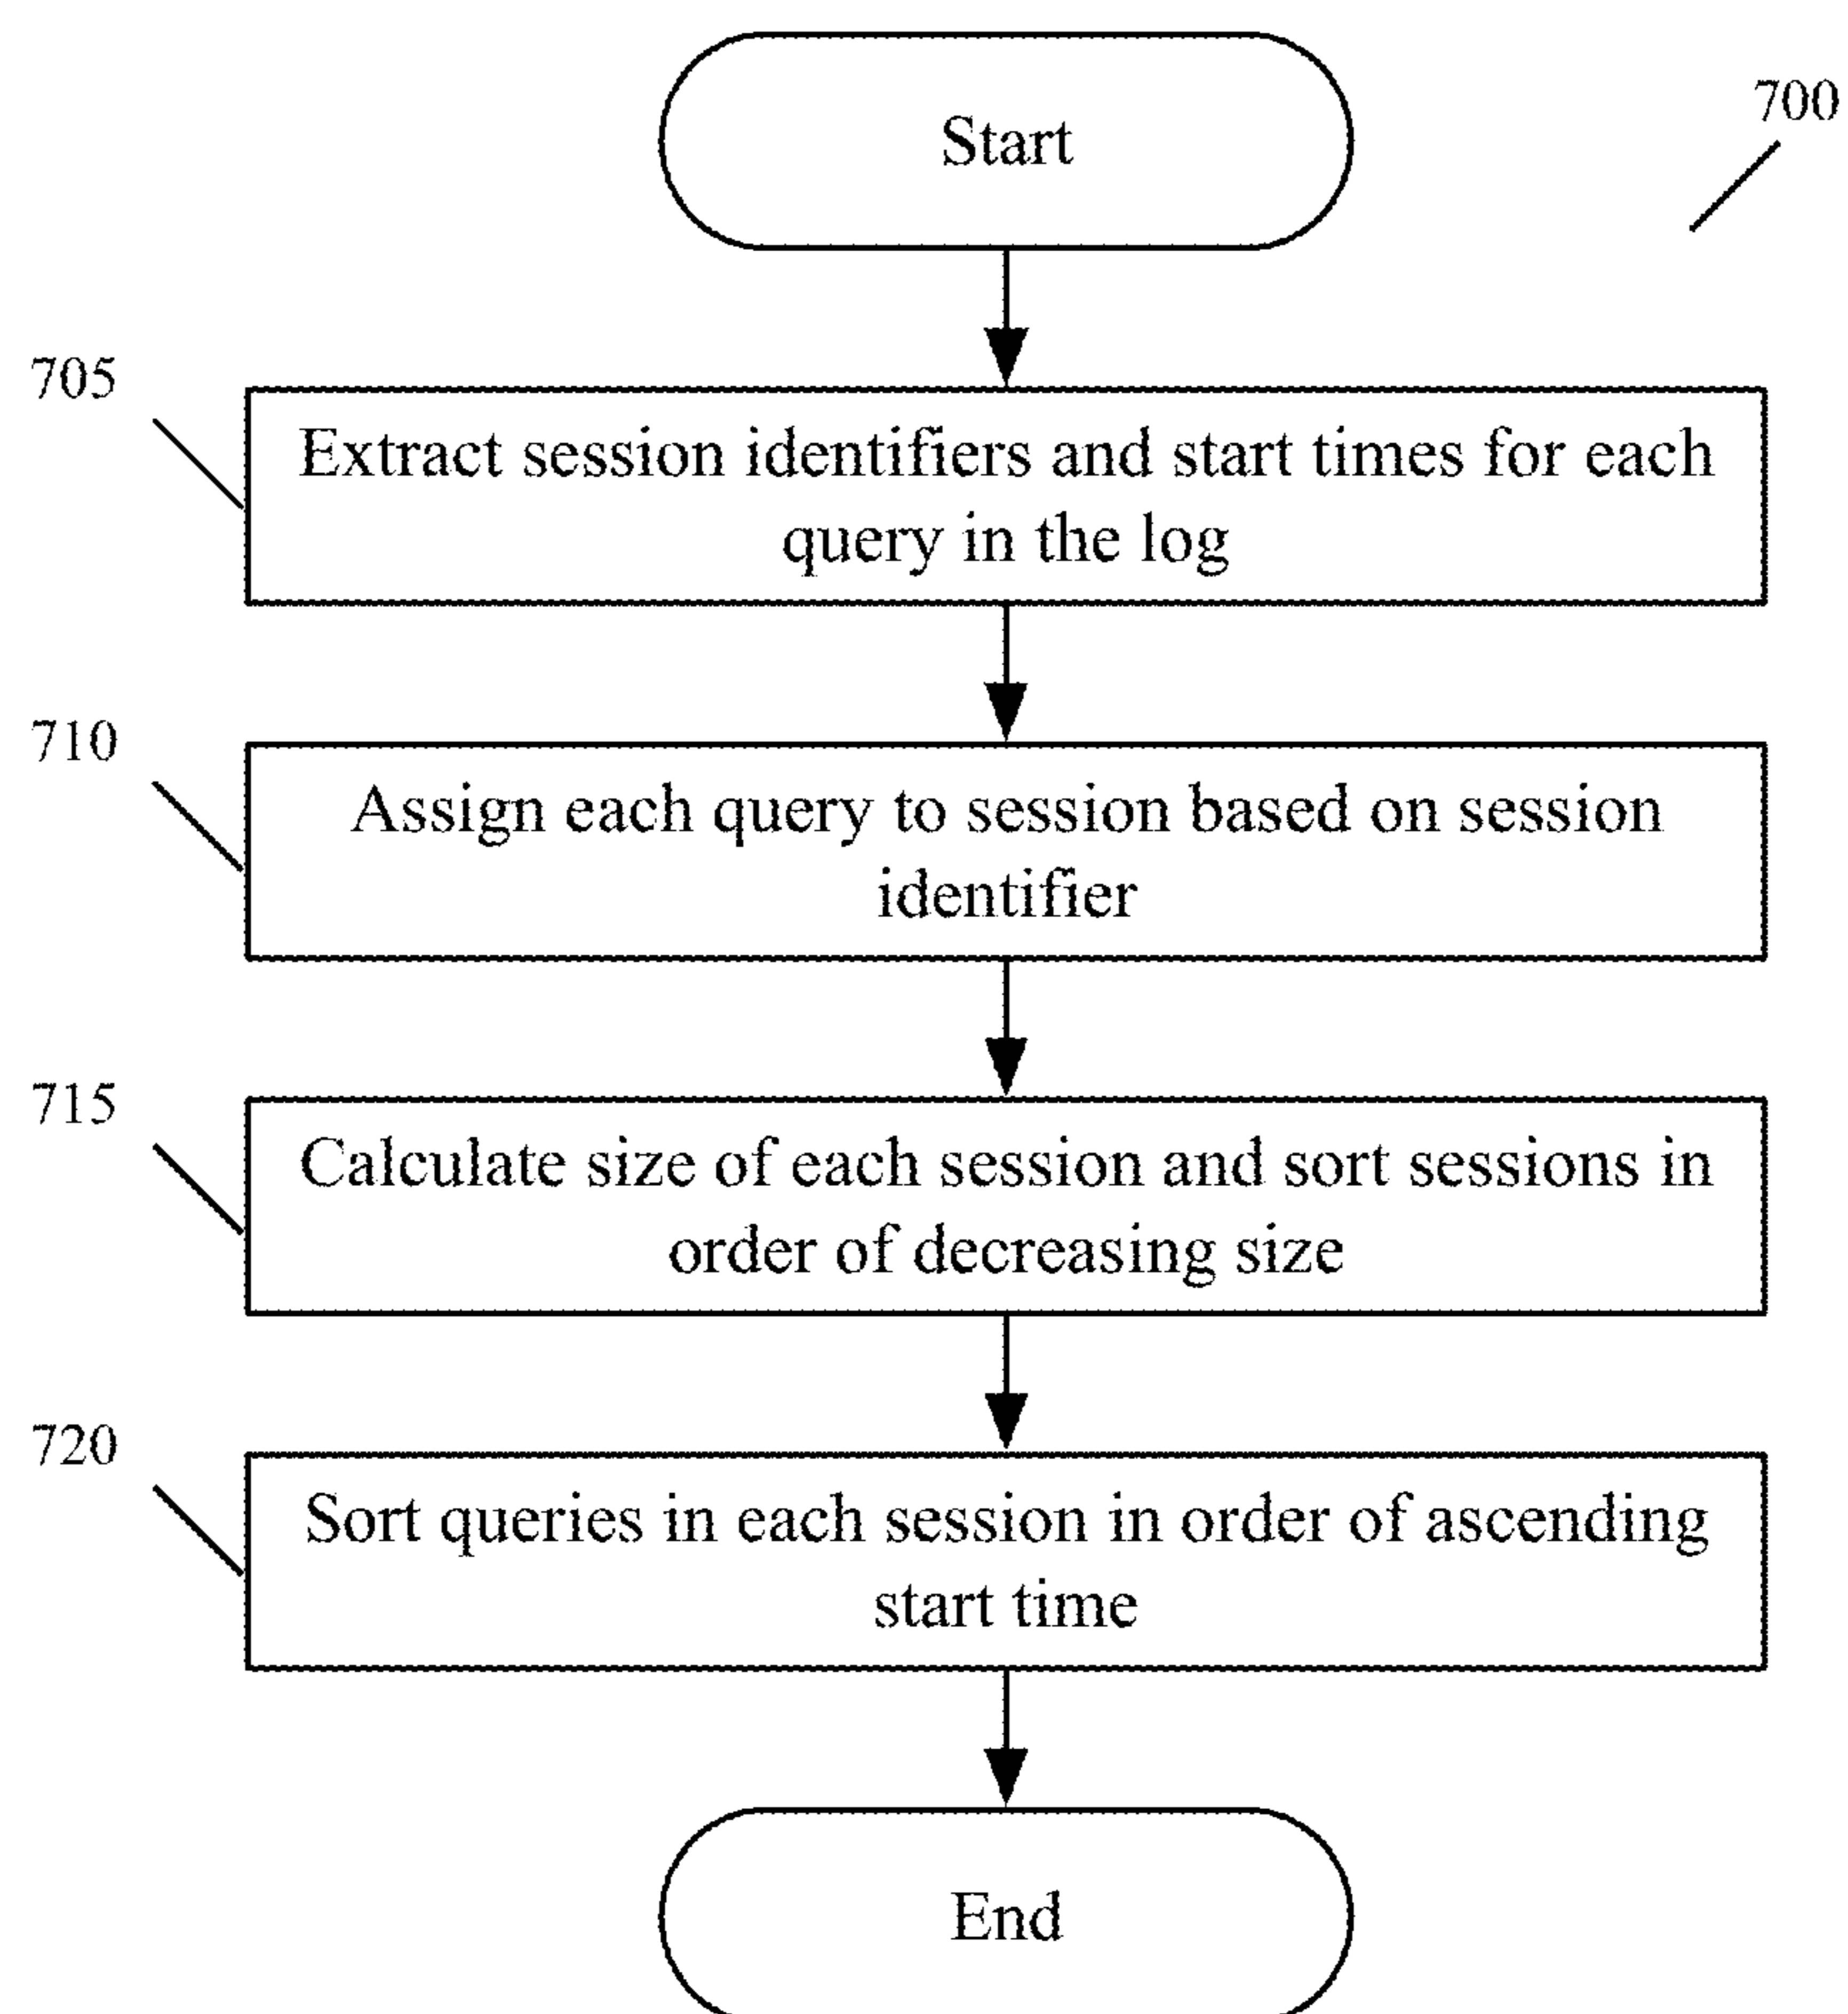 Start
700
705
Extract session identifiers and start times for each
query in the log
710
Assign each query to session based on session
identifier
715
Calculate size of each session and sort sessions in
order of decreasing size
720
Sort queries in each session in order of ascending
start time
End